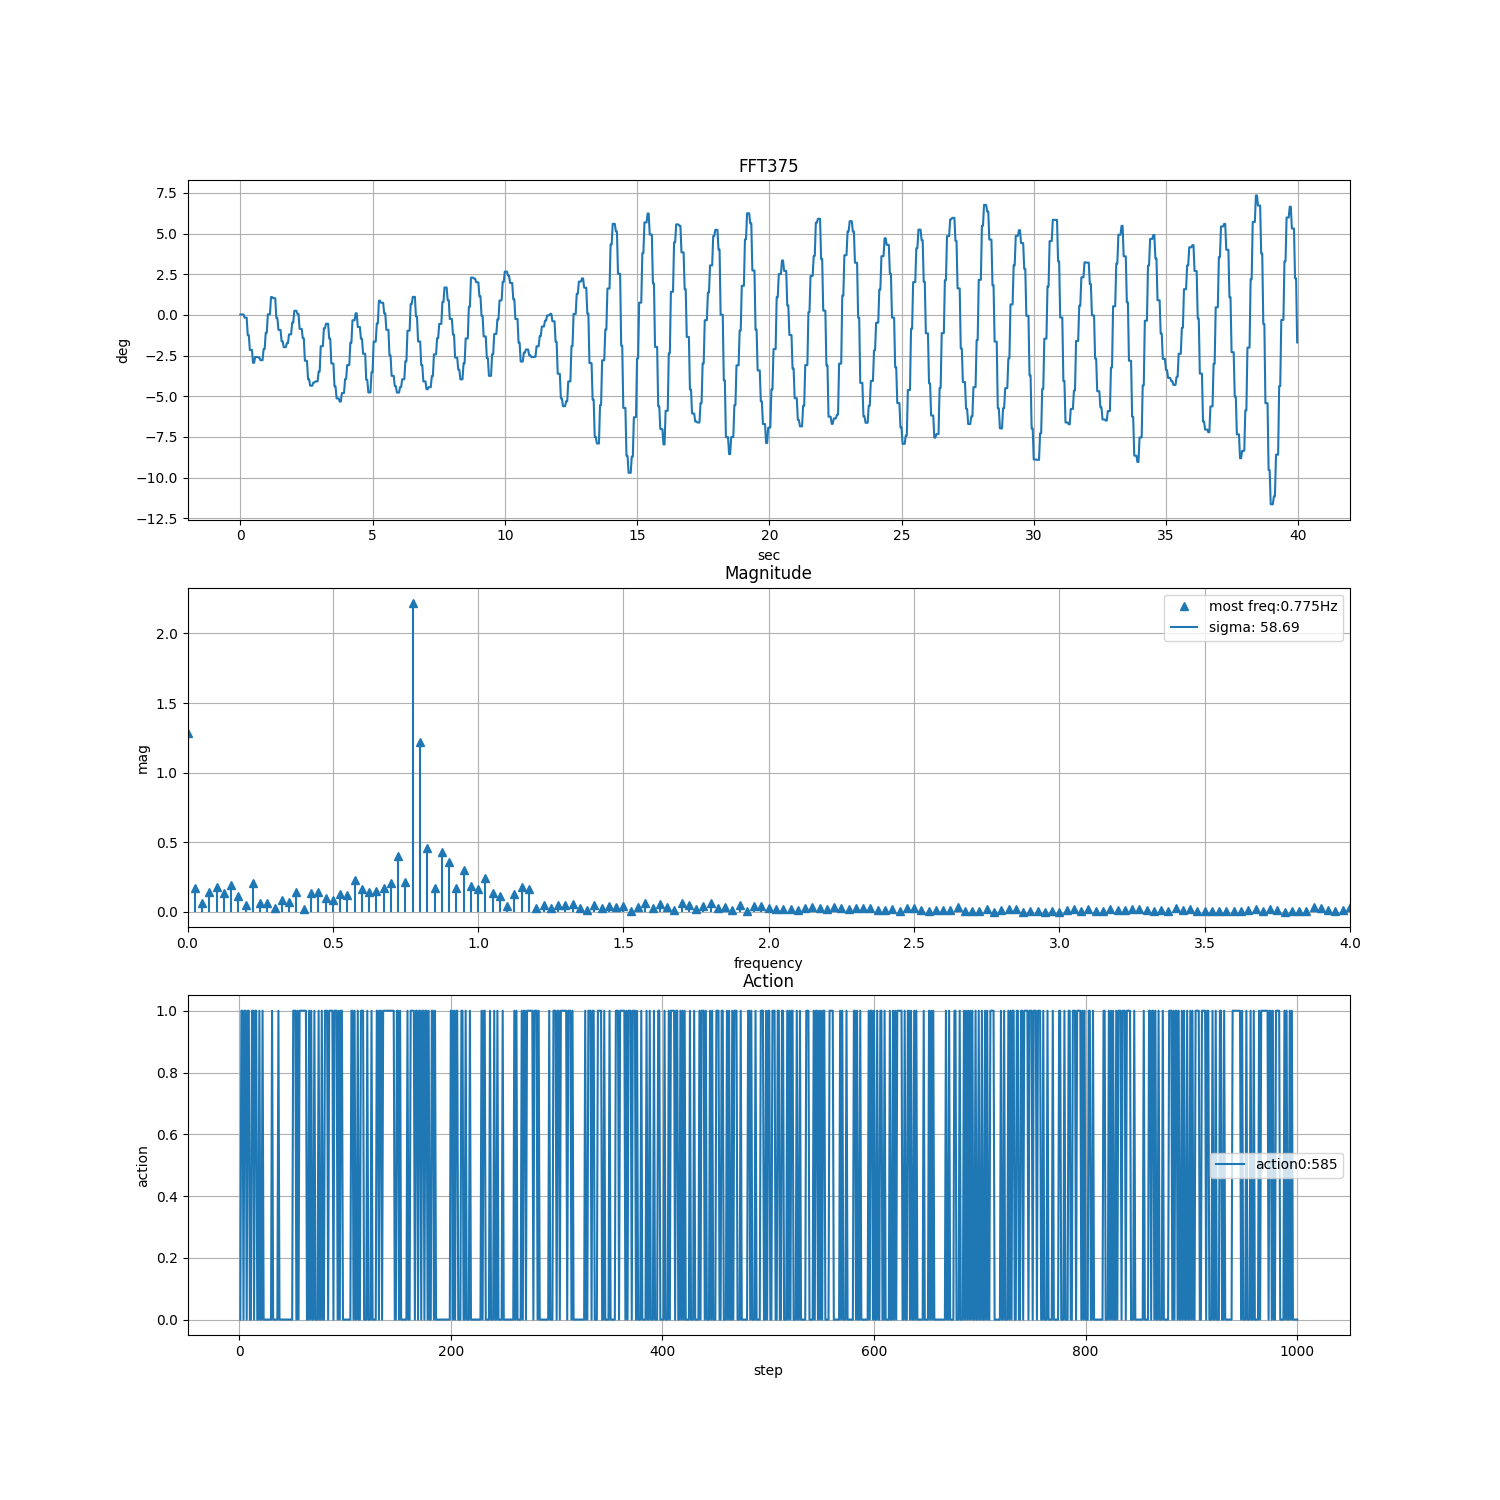 FFT375
7.5
5.0
2.5
0.0
−2.5
−5.0
−7.5
−10.0
−12.5
deg
0 5 10 15 20 25 30 35 40
sec
Magnitude
most freq:0.775Hz
sigma: 58.69
2.0
1.5
1.0
0.5
0.0
mag
0.0 0.5 1.0 1.5 2.0 2.5 3.0 3.5 4.0
frequency
Action
1.0
0.8
0.6
0.4
0.2
0.0
action
action0:585
0 200 400 600 800 1000
step